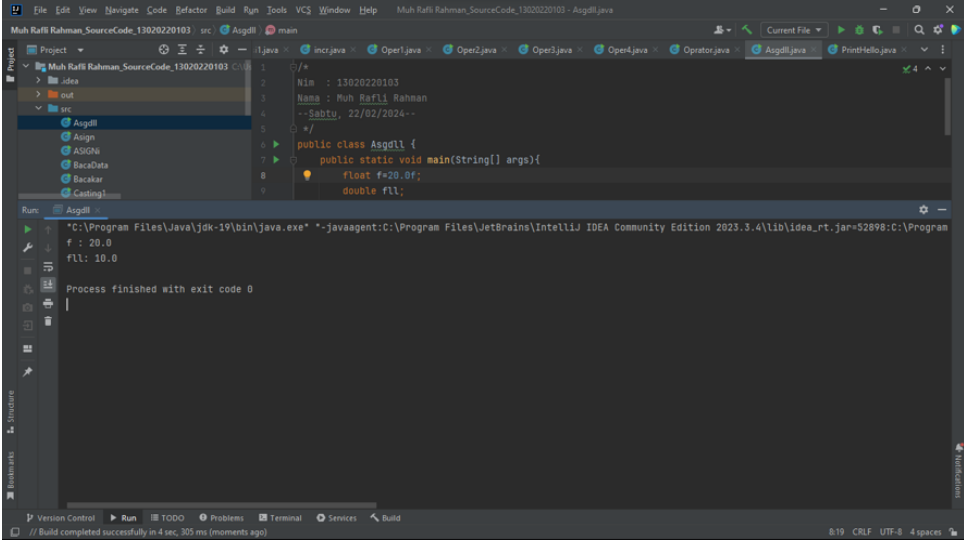 File Edit View Navigate Code Refactor Build Run Tools VCS Window Help Muh Rafli Rahman_SourceCode_13020220103 - Asgdll.java
Muh Rafli Rahman_SourceCode_13020220103 src Asgdll main Current File
Project 1.java incr.java Oper1.java Oper2.java Oper3.java Oper4.java Oprator.java Asgdll.java PrintHello.java
Project
Muh Rafli Rahman_SourceCode_13020220103 1 /* 4
.idea 2 Nim : 13020220103
out 3 Nama : Muh Rafli Rahman
src 4 --Sabtu, 22/02/2024--
Asgdll 5 */
Asign 6 public class Asgdll {
ASIGNi 7 public static void main(String[] args){
BacaData 8 float f=20.0f;
Bacakar 9 double fll;
Casting1
Run: Asgdll
"C:\Program Files\Java\jdk-19\bin\java.exe" "-javaagent:C:\Program Files\JetBrains\IntelliJ IDEA Community Edition 2023.3.4\lib\idea_rt.jar=52898:C:\Program
f : 20.0
fll: 10.0
Process finished with exit code 0
Structure
Bookmarks
Notifications
Version Control Run TODO Problems Terminal Services Build
// Build completed successfully in 4 sec, 305 ms (moments ago) 8:19 CRLF UTF-8 4 spaces